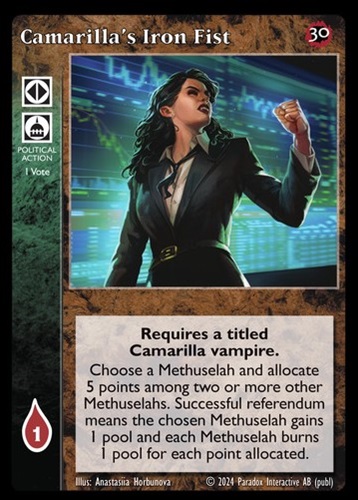 Camarilla's Iron Fist
30
POLITICAL
ACTION
1 Vote
Requires a titled
Camarilla vampire.
Choose a Methuselah and allocate
5 points among two or more other
Methuselahs. Successful referendum
means the chosen Methuselah gains
1 pool and each Methuselah burns
1 pool for each point allocated.
1
Illus: Anastasiia Horbunova
© 2024 Paradox Interactive AB (publ)